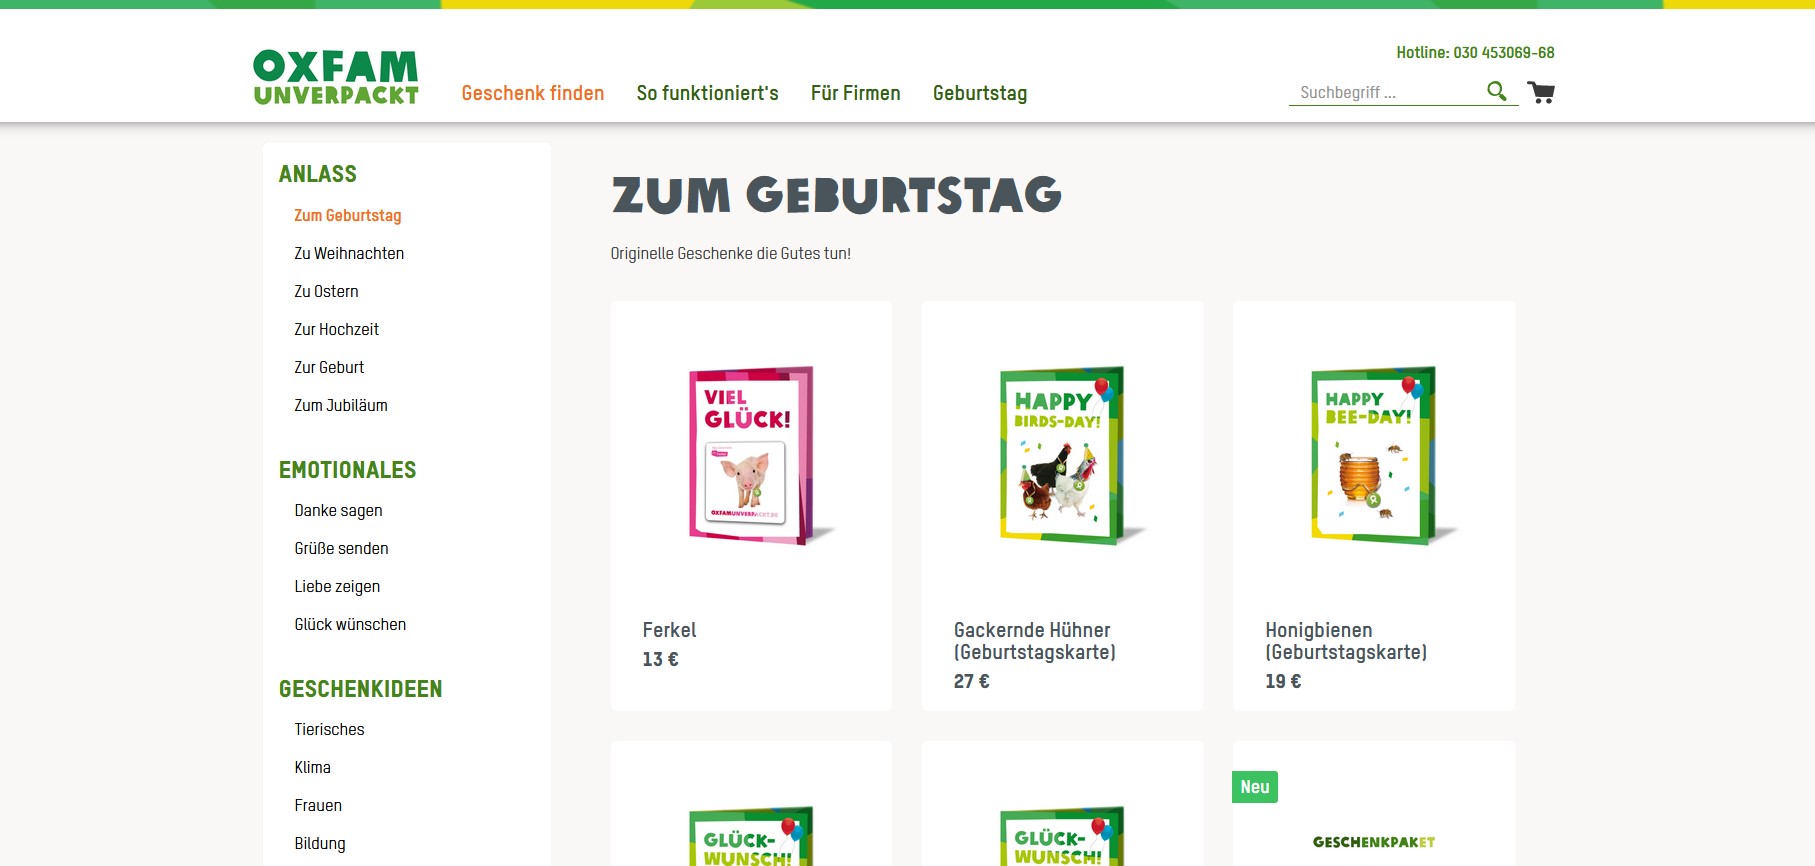 OXFAM
UNVERPACKT
Geschenk finden
So funktioniert's
Für Firmen
Geburtstag
Hotline: 030 453069-68
Suchbegriff ...
ANLASS
Zum Geburtstag
Zu Weihnachten
Zu Ostern
Zur Hochzeit
Zur Geburt
Zum Jubiläum
EMOTIONALES
Danke sagen
Grüße senden
Liebe zeigen
Glück wünschen
GESCHENKIDEEN
Tierisches
Klima
Frauen
Bildung
ZUM GEBURTSTAG
Originelle Geschenke die Gutes tun!
VIEL
GLÜCK!
OXFAMUNVERPACKT.DE
Ferkel
13 €
HAPPY
BIRDS-DAY!
Gackernde Hühner
(Geburtstagskarte)
27 €
HAPPY
BEE-DAY!
Honigbienen
(Geburtstagskarte)
19 €
GLÜCK-
WUNSCH!
GLÜCK-
WUNSCH!
Neu
GESCHENKPAKET